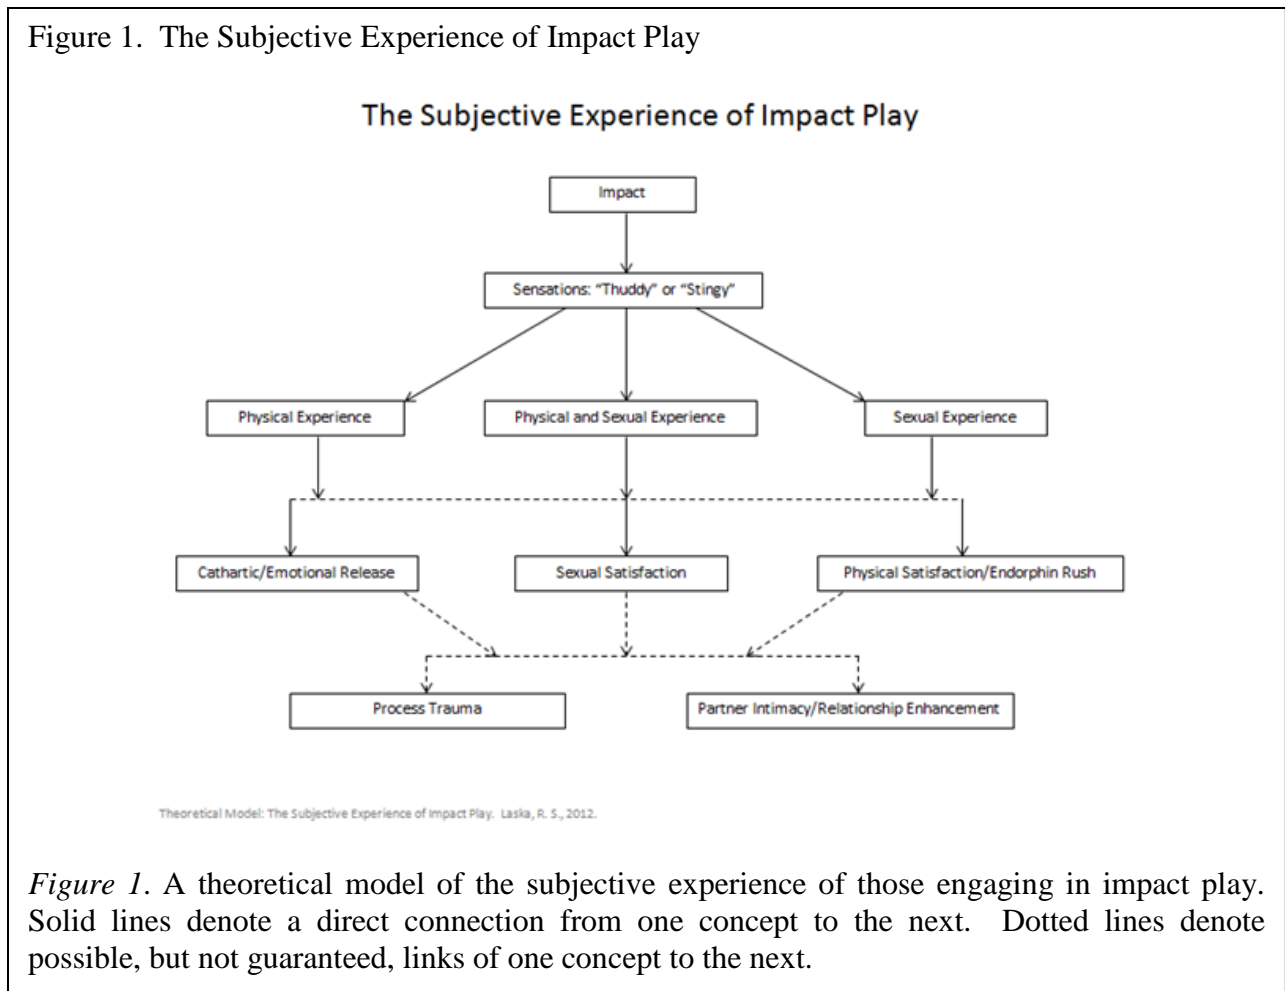 Figure 1.  The Subjective Experience of Impact Play
The Subjective Experience of Impact Play
Impact
Sensations: “Thuddy” or “Stingy”
Physical Experience
Physical and Sexual Experience
Sexual Experience
Cathartic/Emotional Release
Sexual Satisfaction
Physical Satisfaction/Endorphin Rush
Process Trauma
Partner Intimacy/Relationship Enhancement
Theoretical Model: The Subjective Experience of Impact Play.  Laska, R. S., 2012.
Figure 1. A theoretical model of the subjective experience of those engaging in impact play.
Solid lines denote a direct connection from one concept to the next.  Dotted lines denote
possible, but not guaranteed, links of one concept to the next.